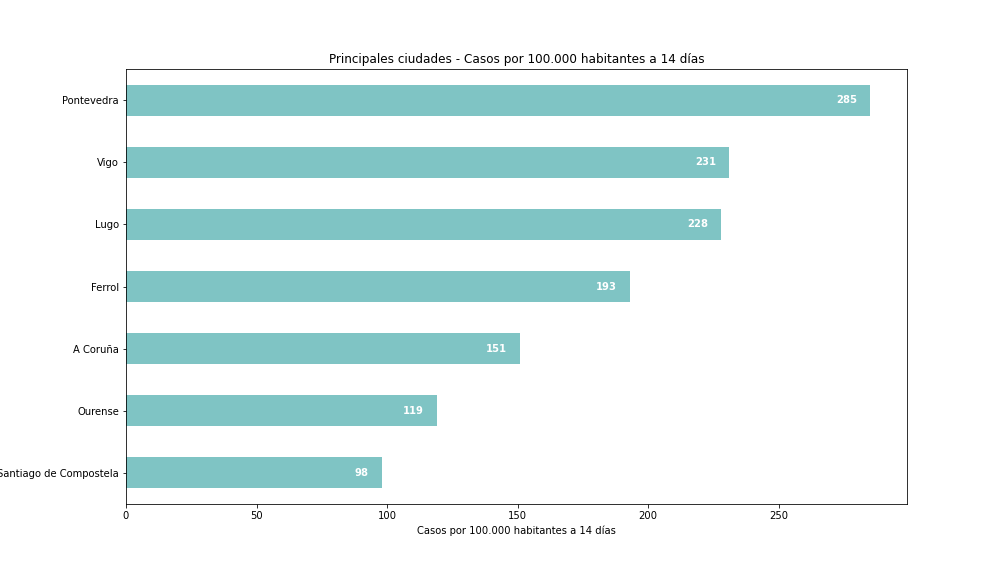 Principales ciudades - Casos por 100.000 habitantes a 14 días
Pontevedra 285
Vigo 231
Lugo 228
Ferrol 193
A Coruña 151
Ourense 119
Santiago de Compostela 98
0 50 100 150 200 250
Casos por 100.000 habitantes a 14 días